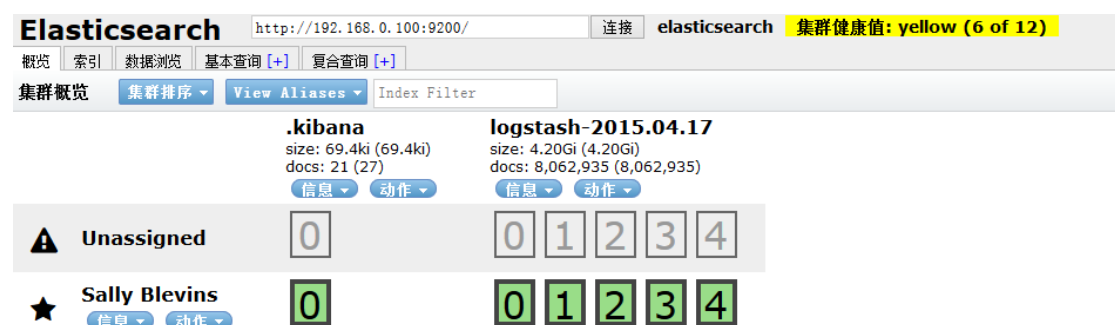 Elasticsearch http://192.168.0.100:9200/ 连接 elasticsearch 集群健康值: yellow (6 of 12)
概览 索引 数据浏览 基本查询 [+] 复合查询 [+]
集群概览 集群排序 View Aliases Index Filter
.kibana logstash-2015.04.17
size: 69.4ki (69.4ki) size: 4.20Gi (4.20Gi)
docs: 21 (27) docs: 8,062,935 (8,062,935)
信息 动作 信息 动作
Unassigned 0 0 1 2 3 4
Sally Blevins 0 0 1 2 3 4
信息 动作